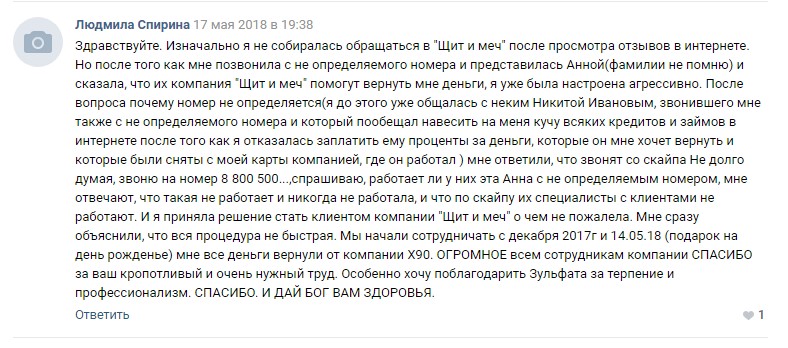 Людмила Спирина 17 мая 2018 в 19:38
Здравствуйте. Изначально я не собиралась обращаться в "Щит и меч" после просмотра отзывов в интернете.
Но после того как мне позвонила с не определяемого номера и представилась Анной(фамилии не помню) и
сказала, что их компания "Щит и меч" помогут вернуть мне деньги, я уже была настроена агрессивно. После
вопроса почему номер не определяется(я до этого уже общалась с неким Никитой Ивановым, звонившего мне
также с не определяемого номера и который пообещал навесить на меня кучу всяких кредитов и займов в
интернете после того как я отказалась заплатить ему проценты за деньги, которые он мне хочет вернуть и
которые были сняты с моей карты компанией, где он работал ) мне ответили, что звонят со скайпа Не долго
думая, звоню на номер 8 800 500...,спрашиваю, работает ли у них эта Анна с не определяемым номером, мне
отвечают, что такая не работает и никогда не работала, и что по скайпу их специалисты с клиентами не
работают. И я приняла решение стать клиентом компании "Щит и меч" о чем не пожалела. Мне сразу
объяснили, что вся процедура не быстрая. Мы начали сотрудничать с декабря 2017г и 14.05.18 (подарок на
день рожденье) мне все деньги вернули от компании Х90. ОГРОМНОЕ всем сотрудникам компании СПАСИБО
за ваш кропотливый и очень нужный труд. Особенно хочу поблагодарить Зульфата за терпение и
профессионализм. СПАСИБО. И ДАЙ БОГ ВАМ ЗДОРОВЬЯ.
Ответить 1